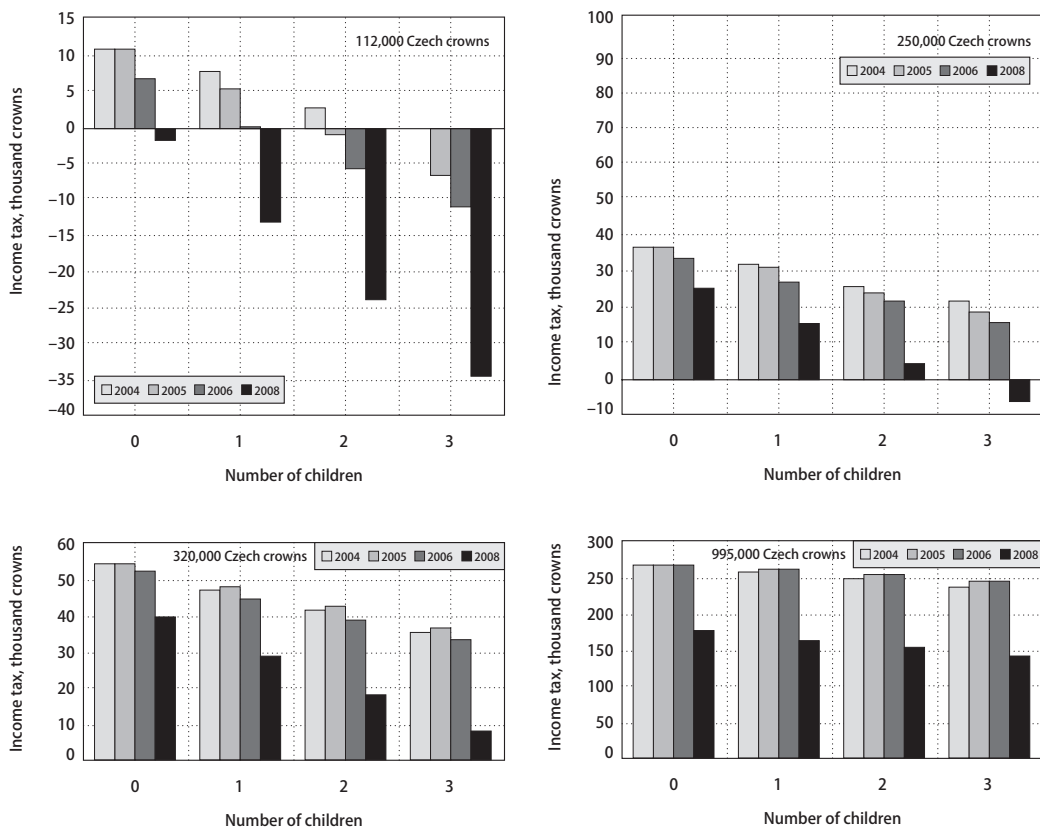 Income tax, thousand crowns
112,000 Czech crowns
15
10
5
0
–5
–10
–15
–20
–25
–30
–35
–40
2004 2005 2006 2008
0 1 2 3
Number of children
Income tax, thousand crowns
250,000 Czech crowns
2004 2005 2006 2008
100
90
80
70
60
50
40
30
20
10
0
–10
0 1 2 3
Number of children
Income tax, thousand crowns
320,000 Czech crowns
2004 2005 2006 2008
60
50
40
30
20
10
0
0 1 2 3
Number of children
Income tax, thousand crowns
995,000 Czech crowns
2004 2005 2006 2008
300
250
200
150
100
50
0
0 1 2 3
Number of children